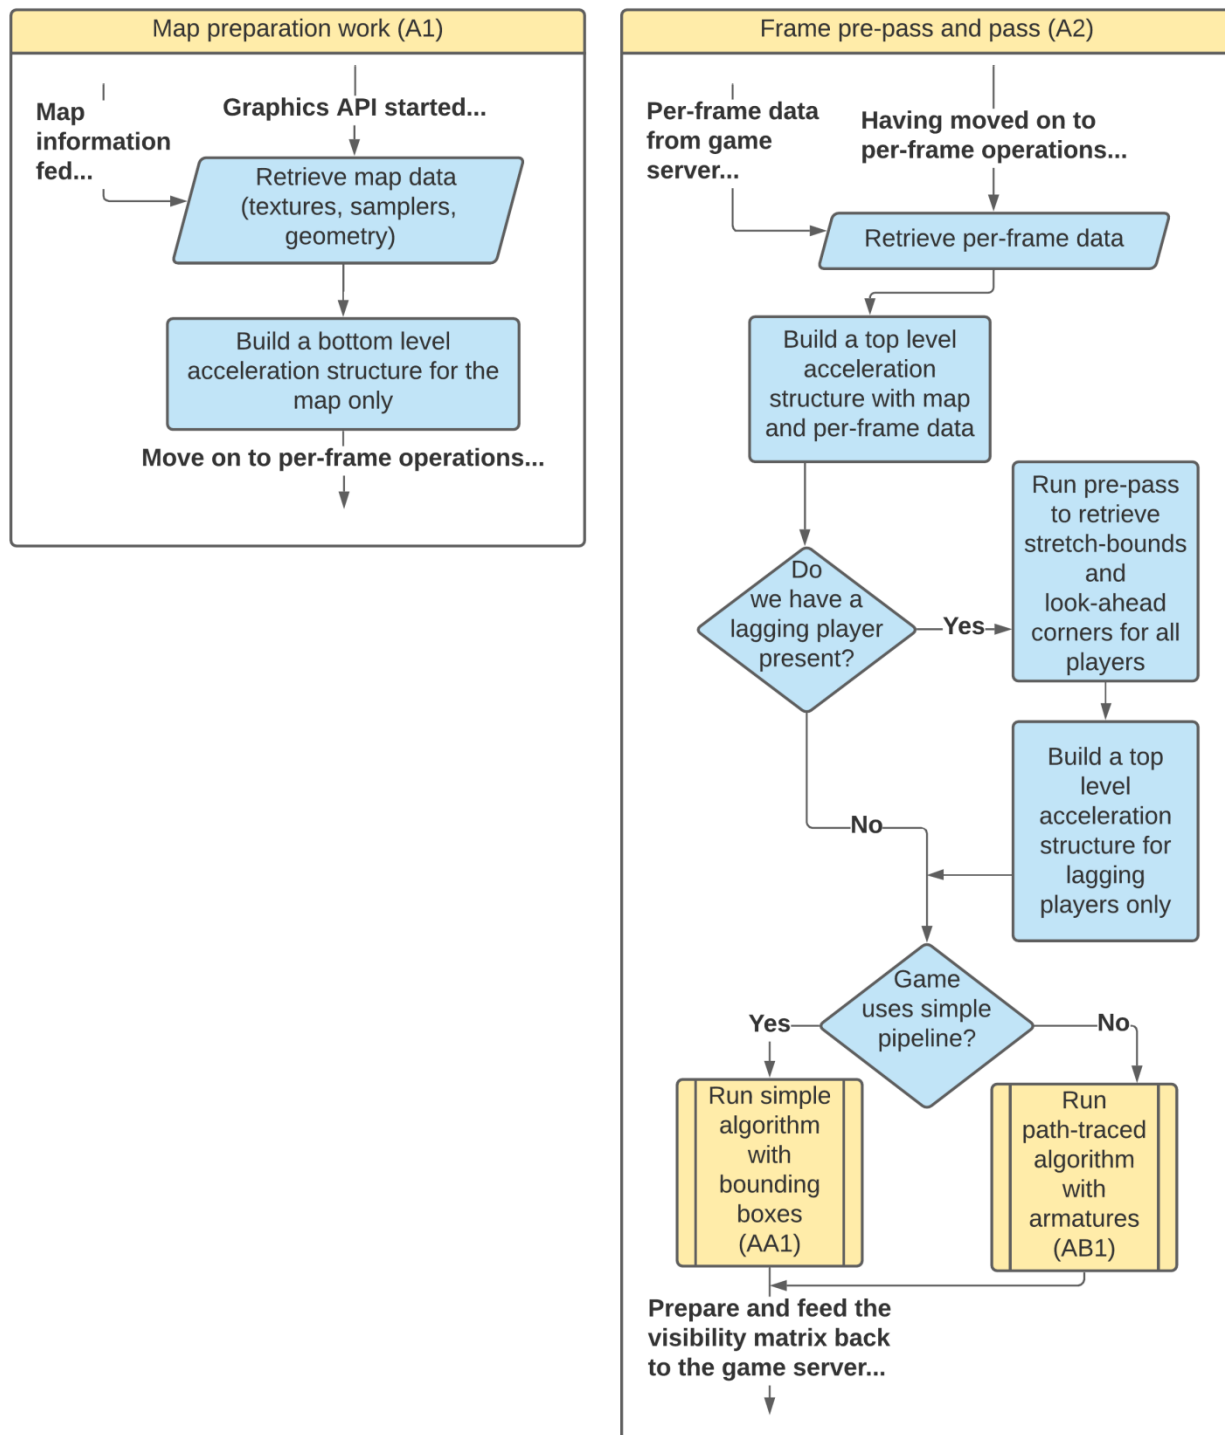 Map preparation work (A1)
Map
information
fed...
Graphics API started...
Retrieve map data
(textures, samplers,
geometry)
Build a bottom level
acceleration structure for the
map only
Move on to per-frame operations...
Frame pre-pass and pass (A2)
Per-frame data
from game
server...
Having moved on to
per-frame operations...
Retrieve per-frame data
Build a top level
acceleration
structure with map
and per-frame data
Do
we have a
lagging player
present?
Yes
Run pre-pass
to retrieve
stretch-bounds
and
look-ahead
corners for all
players
Build a top
level
acceleration
structure for
lagging
players only
No
Game
uses simple
pipeline?
Yes
No
Run simple
algorithm
with
bounding
boxes
(AA1)
Run
path-traced
algorithm
with
armatures
(AB1)
Prepare and feed the
visibility matrix back
to the game server...